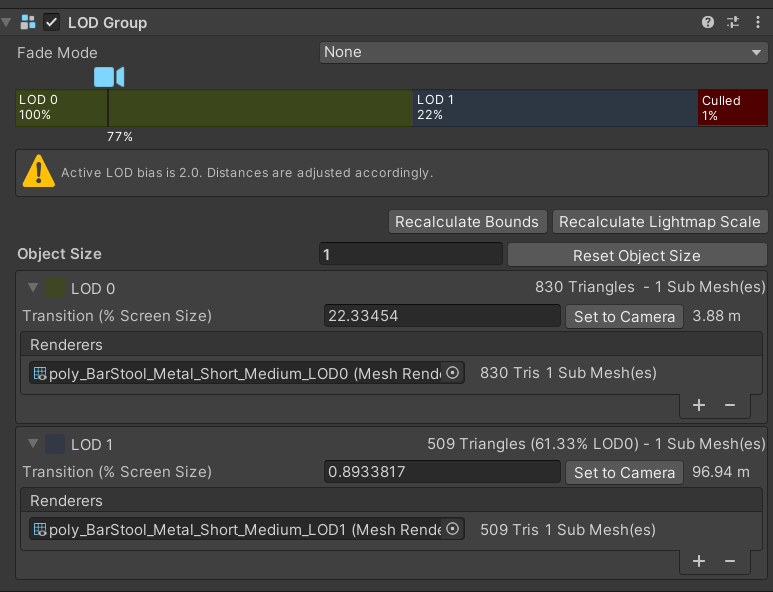 LOD Group
Fade Mode
None
LOD 0
100%
LOD 1
22%
Culled
1%
77%
Active LOD bias is 2.0. Distances are adjusted accordingly.
Recalculate Bounds
Recalculate Lightmap Scale
Object Size
1
Reset Object Size
LOD 0
830 Triangles - 1 Sub Mesh(es)
Transition (% Screen Size)
22.33454
Set to Camera
3.88 m
Renderers
poly_BarStool_Metal_Short_Medium_LOD0 (Mesh Rende
830 Tris 1 Sub Mesh(es)
+ −
LOD 1
509 Triangles (61.33% LOD0) - 1 Sub Mesh(es)
Transition (% Screen Size)
0.8933817
Set to Camera
96.94 m
Renderers
poly_BarStool_Metal_Short_Medium_LOD1 (Mesh Rende
509 Tris 1 Sub Mesh(es)
+ −